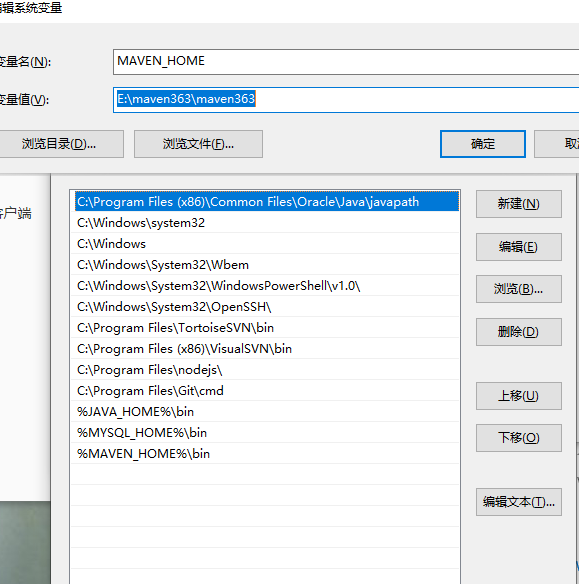 编辑系统变量
变量名(N):
MAVEN_HOME
变量值(V):
E:\maven363\maven363
浏览目录(D)...
浏览文件(F)...
确定
取
客户端
C:\Program Files (x86)\Common Files\Oracle\Java\javapath
C:\Windows\system32
C:\Windows
C:\Windows\System32\Wbem
C:\Windows\System32\WindowsPowerShell\v1.0\
C:\Windows\System32\OpenSSH\
C:\Program Files\TortoiseSVN\bin
C:\Program Files (x86)\VisualSVN\bin
C:\Program Files\nodejs\
C:\Program Files\Git\cmd
%JAVA_HOME%\bin
%MYSQL_HOME%\bin
%MAVEN_HOME%\bin
新建(N)
编辑(E)
浏览(B)...
删除(D)
上移(U)
下移(O)
编辑文本(T)...